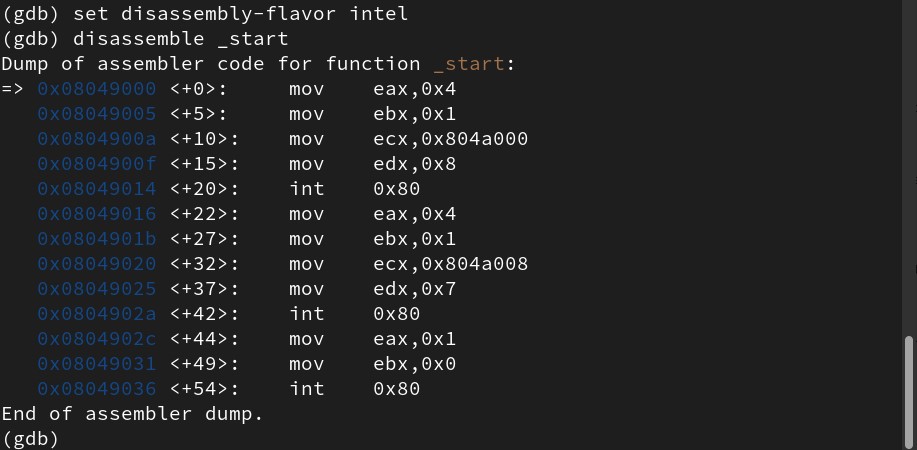 (gdb) set disassembly-flavor intel
(gdb) disassemble _start
Dump of assembler code for function _start:
=> 0x08049000 <+0>:     mov    eax,0x4
   0x08049005 <+5>:     mov    ebx,0x1
   0x0804900a <+10>:    mov    ecx,0x804a000
   0x0804900f <+15>:    mov    edx,0x8
   0x08049014 <+20>:    int    0x80
   0x08049016 <+22>:    mov    eax,0x4
   0x0804901b <+27>:    mov    ebx,0x1
   0x08049020 <+32>:    mov    ecx,0x804a008
   0x08049025 <+37>:    mov    edx,0x7
   0x0804902a <+42>:    int    0x80
   0x0804902c <+44>:    mov    eax,0x1
   0x08049031 <+49>:    mov    ebx,0x0
   0x08049036 <+54>:    int    0x80
End of assembler dump.
(gdb)